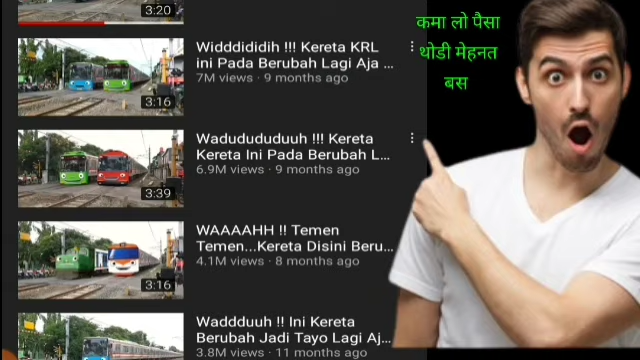 3:20
कमा लो पैसा
थोडी मेहनत
बस
Widddididih !!! Kereta KRL
ini Pada Berubah Lagi Aja ...
7M views · 9 months ago
3:16
Wadudududuuh !!! Kereta
Kereta Ini Pada Berubah L...
6.9M views · 9 months ago
3:39
WAAAAHH !! Temen
Temen...Kereta Disini Beru...
4.1M views · 8 months ago
3:16
Waddduuh !! Ini Kereta
Berubah Jadi Tayo Lagi Aj...
3.8M views · 11 months ago